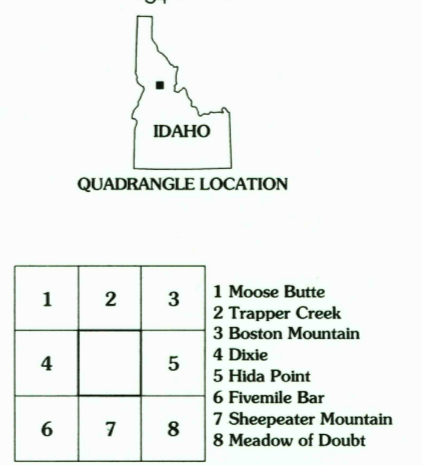 IDAHO
QUADRANGLE LOCATION
1 2 3
4 5
6 7 8
1 Moose Butte
2 Trapper Creek
3 Boston Mountain
4 Dixie
5 Hida Point
6 Fivemile Bar
7 Sheepeater Mountain
8 Meadow of Doubt